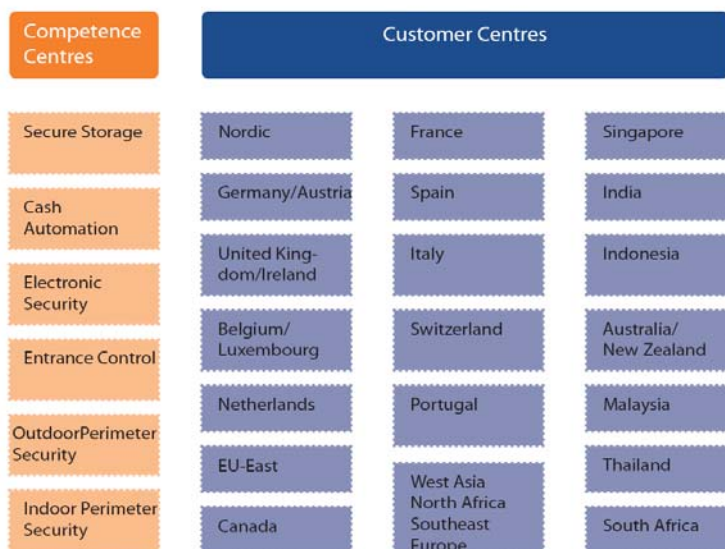 Competence
Centres
Customer Centres
Secure Storage
Cash
Automation
Electronic
Security
Entrance Control
OutdoorPerimeter
Security
Indoor Perimeter
Security
Nordic
Germany/Austria
United King-
dom/Ireland
Belgium/
Luxembourg
Netherlands
EU-East
Canada
France
Spain
Italy
Switzerland
Portugal
West Asia
North Africa
Southeast
Europe
Singapore
India
Indonesia
Australia/
New Zealand
Malaysia
Thailand
South Africa